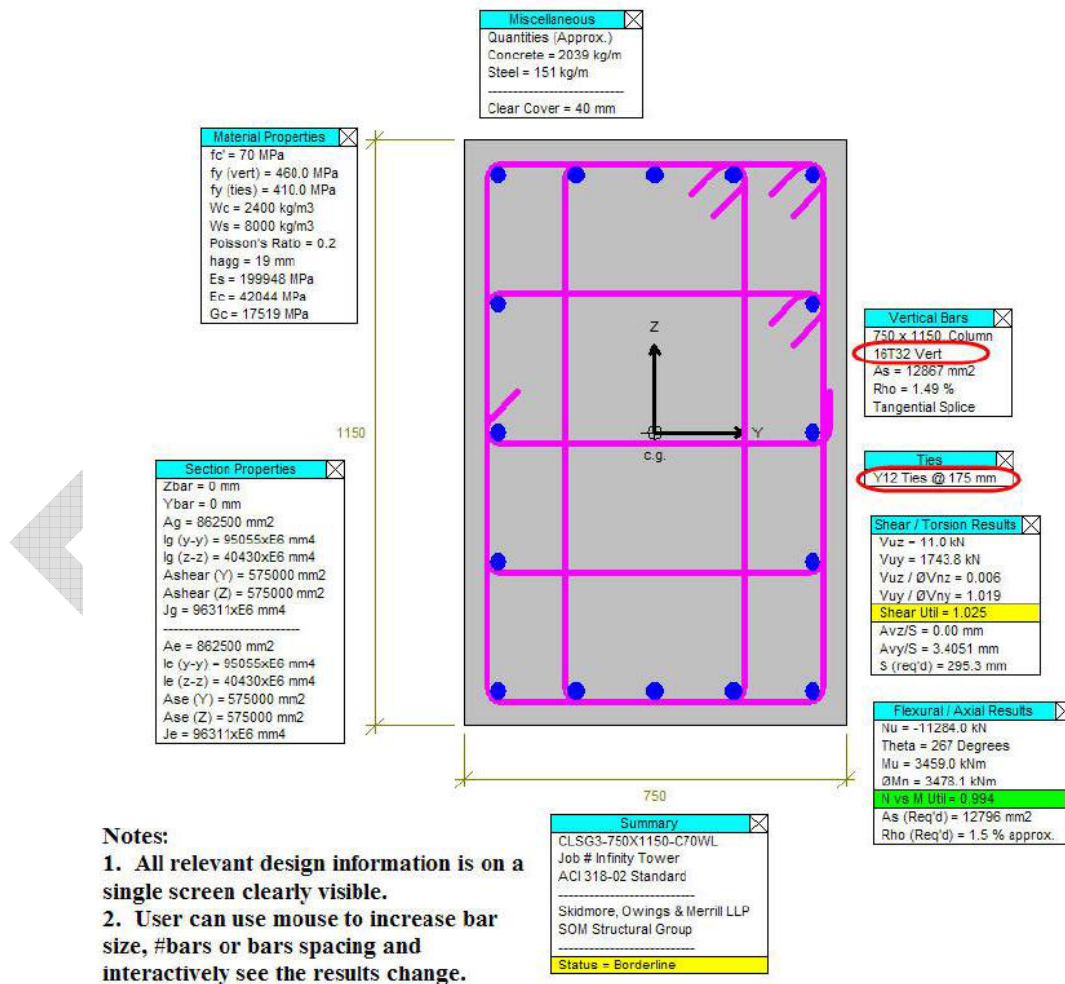 Miscellaneous
Quantities (Approx.)
Concrete = 2039 kg/m
Steel = 151 kg/m
------------------------
Clear Cover = 40 mm
Material Properties
fc' = 70 MPa
fy (vert) = 460.0 MPa
fy (ties) = 410.0 MPa
Wc = 2400 kg/m3
Ws = 8000 kg/m3
Poisson's Ratio = 0.2
hagg = 19 mm
Es = 199948 MPa
Ec = 42044 MPa
Gc = 17519 MPa
1150
Z
Y
c.g.
750
Section Properties
Zbar = 0 mm
Ybar = 0 mm
Ag = 862500 mm2
Ig (y-y) = 95055xE6 mm4
Ig (z-z) = 40430xE6 mm4
Ashear (Y) = 575000 mm2
Ashear (Z) = 575000 mm2
Jg = 96311xE6 mm4
------------------------
Ae = 862500 mm2
Ie (y-y) = 95055xE6 mm4
Ie (z-z) = 40430xE6 mm4
Ase (Y) = 575000 mm2
Ase (Z) = 575000 mm2
Je = 96311xE6 mm4
Vertical Bars
750 x 1150 Column
16T32 Vert
As = 12867 mm2
Rho = 1.49 %
Tangential Splice
Ties
Y12 Ties @ 175 mm
Shear / Torsion Results
Vuz = 11.0 kN
Vuy = 1743.8 kN
Vuz / ØVnz = 0.006
Vuy / ØVny = 1.019
Shear Util = 1.025
Avz/S = 0.00 mm
Avy/S = 3.4051 mm
S (req'd) = 295.3 mm
Flexural / Axial Results
Nu = -11284.0 kN
Theta = 267 Degrees
Mu = 3459.0 kNm
ØMn = 3478.1 kNm
N vs M Util = 0.994
As (Req'd) = 12796 mm2
Rho (Req'd) = 1.5 % approx.
Notes:
1. All relevant design information is on a
single screen clearly visible.
2. User can use mouse to increase bar
size, #bars or bars spacing and
interactively see the results change.
Summary
CLSG3-750X1150-C70WL
Job # Infinity Tower
ACI 318-02 Standard
------------------------
Skidmore, Owings & Merrill LLP
SOM Structural Group
------------------------
Status = Borderline